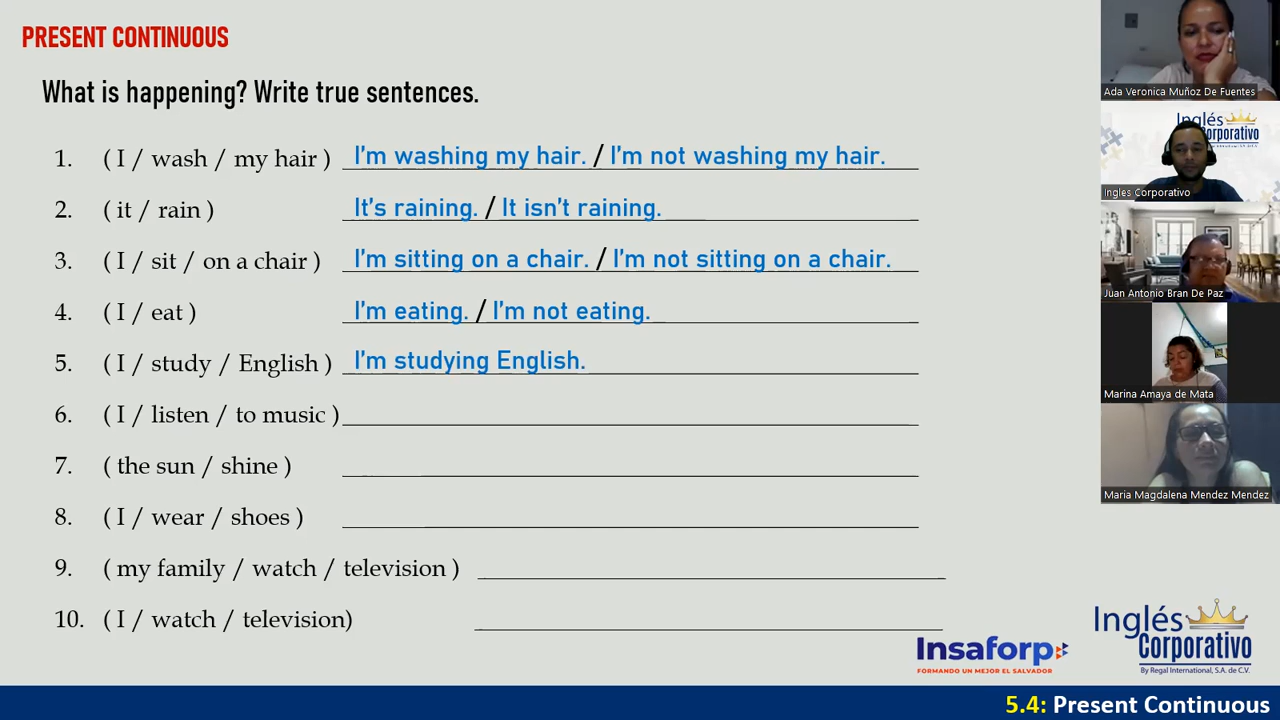 PRESENT CONTINUOUS
What is happening? Write true sentences.
1. ( I / wash / my hair ) I'm washing my hair. / I'm not washing my hair.
2. ( it / rain ) It's raining. / It isn't raining.
3. ( I / sit / on a chair ) I'm sitting on a chair. / I'm not sitting on a chair.
4. ( I / eat ) I'm eating. / I'm not eating.
5. ( I / study / English ) I'm studying English.
6. ( I / listen / to music )
7. ( the sun / shine )
8. ( I / wear / shoes )
9. ( my family / watch / television )
10. ( I / watch / television)
Insaforp
FORMANDO UN MEJOR EL SALVADOR
Inglés
Corporativo
By Regal International, S.A. de C.V.
5.4: Present Continuous
Ada Veronica Muñoz De Fuentes
Inglés
Corporativo
Ingles Corporativo
Juan Antonio Bran De Paz
Marina Amaya de Mata
Maria Magdalena Mendez Mendez